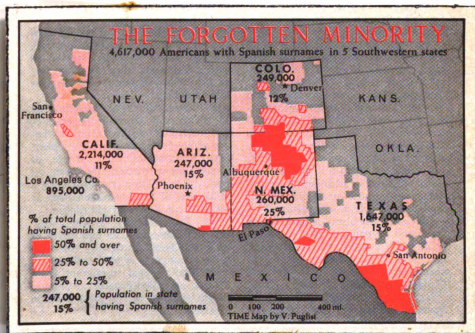 THE FORGOTTEN MINORITY
4,617,000 Americans with Spanish surnames in 5 Southwestern states
COLO.
249,000
Denver
12%
NEV.
UTAH
KANS.
San
Francisco
CALIF.
2,214,000
11%
ARIZ.
247,000
15%
Phoenix
OKLA.
Los Angeles Co.
895,000
Albuquerque
N. MEX.
260,000
25%
TEXAS
1,647,000
15%
El Paso
San Antonio
MEXICO
% of total population
having Spanish surnames
50% and over
25% to 50%
5% to 25%
247,000
15%
Population in state
having Spanish surnames
0 100 200 400 mi.
TIME Map by V. Puglisi